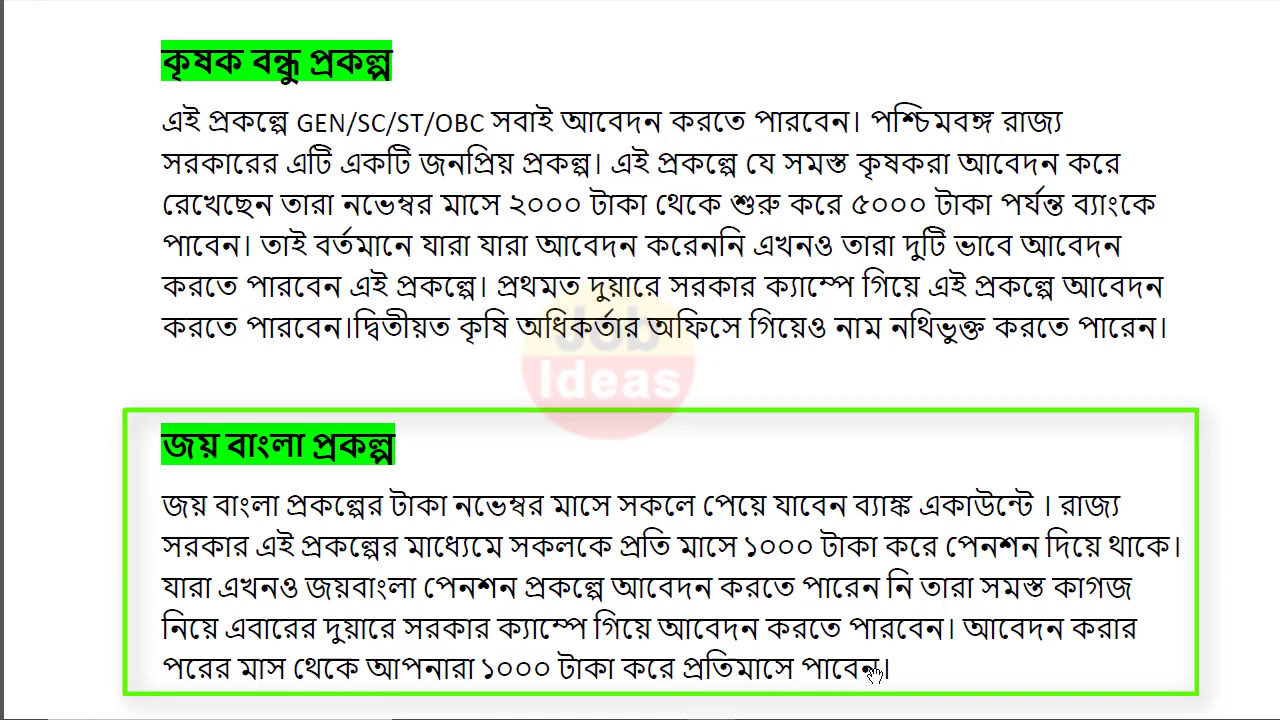 কৃষক বন্ধু প্রকল্প
এই প্রকল্পে GEN/SC/ST/OBC সবাই আবেদন করতে পারবেন। পশ্চিমবঙ্গ রাজ্য
সরকারের এটি একটি জনপ্রিয় প্রকল্প। এই প্রকল্পে যে সমস্ত কৃষকরা আবেদন করে
রেখেছেন তারা নভেম্বর মাসে ২০০০ টাকা থেকে শুরু করে ৫০০০ টাকা পর্যন্ত ব্যাংকে
পাবেন। তাই বর্তমানে যারা যারা আবেদন করেননি এখনও তারা দুটি ভাবে আবেদন
করতে পারবেন এই প্রকল্পে। প্রথমত দুয়ারে সরকার ক্যাম্পে গিয়ে এই প্রকল্পে আবেদন
করতে পারবেন।দ্বিতীয়ত কৃষি অধিকর্তার অফিসে গিয়েও নাম নথিভুক্ত করতে পারেন।
Job
Ideas
জয় বাংলা প্রকল্প
জয় বাংলা প্রকল্পের টাকা নভেম্বর মাসে সকলে পেয়ে যাবেন ব্যাঙ্ক একাউন্টে । রাজ্য
সরকার এই প্রকল্পের মাধ্যেমে সকলকে প্রতি মাসে ১০০০ টাকা করে পেনশন দিয়ে থাকে।
যারা এখনও জয়বাংলা পেনশন প্রকল্পে আবেদন করতে পারেন নি তারা সমস্ত কাগজ
নিয়ে এবারের দুয়ারে সরকার ক্যাম্পে গিয়ে আবেদন করতে পারবেন। আবেদন করার
পরের মাস থেকে আপনারা ১০০০ টাকা করে প্রতিমাসে পাবেন।